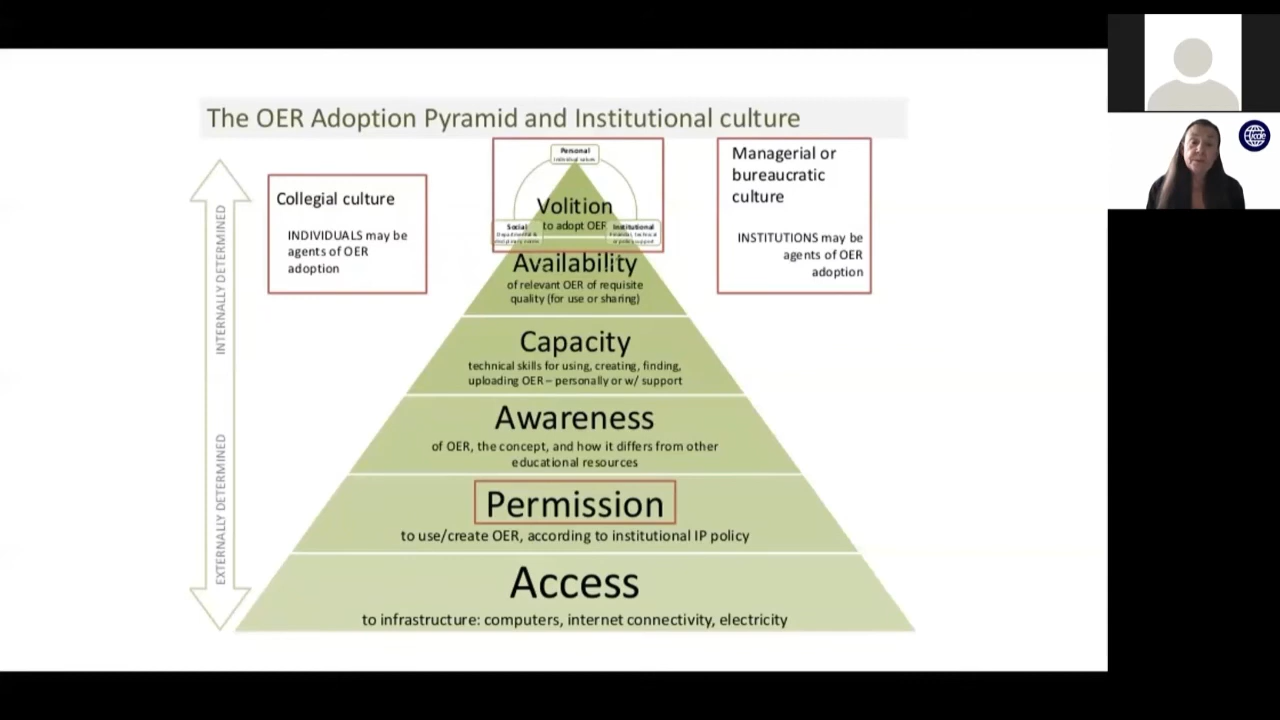 The OER Adoption Pyramid and Institutional culture
INTERNALLY DETERMINED
EXTERNALLY DETERMINED
Collegial culture
INDIVIDUALS may be
agents of OER
adoption
Personal
Individual values
Volition
to adopt OER
Social
Institutional
Managerial or
bureaucratic
culture
INSTITUTIONS may be
agents of OER
adoption
Availability
of relevant OER of requisite
quality (for use or sharing)
Capacity
technical skills for using, creating, finding,
uploading OER – personally or w/ support
Awareness
of OER, the concept, and how it differs from other
educational resources
Permission
to use/create OER, according to institutional IP policy
Access
to infrastructure: computers, internet connectivity, electricity
icde